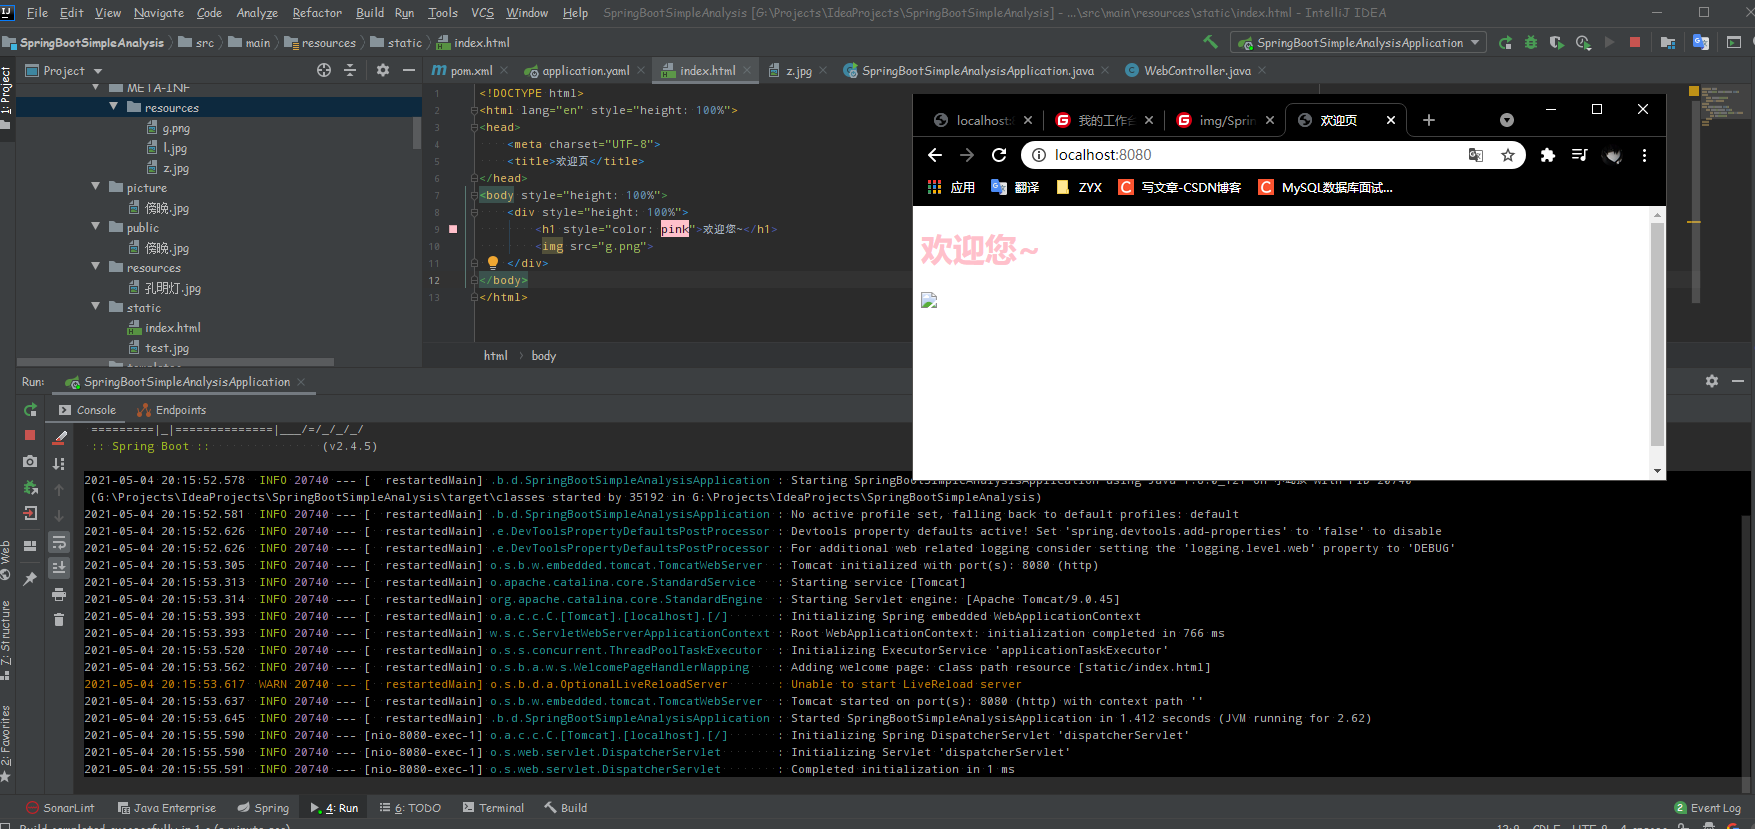 File Edit View Navigate Code Analyze Refactor Build Run Tools VCS Window Help SpringBootSimpleAnalysis [G:\Projects\IdeaProjects\SpringBootSimpleAnalysis] - ...\src\main\resources\static\index.html - IntelliJ IDEA
SpringBootSimpleAnalysis src main resources static index.html SpringBootSimpleAnalysisApplication
Project pom.xml application.yaml index.html z.jpg SpringBootSimpleAnalysisApplication.java WebController.java
1: Project
META-INF
resources
g.png
l.jpg
z.jpg
picture
傍晚.jpg
public
傍晚.jpg
resources
孔明灯.jpg
static
index.html
test.jpg
1 <!DOCTYPE html>
2 <html lang="en" style="height: 100%">
3 <head>
4 <meta charset="UTF-8">
5 <title>欢迎页</title>
6 </head>
7 <body style="height: 100%">
8 <div style="height: 100%">
9 <h1 style="color: pink">欢迎您~</h1>
10 <img src="g.png">
11 </div>
12 </body>
13 </html>
html body
localhost: 我的工作台 img/Sprin 欢迎页
localhost:8080
应用 翻译 ZYX 写文章-CSDN博客 MySQL数据库面试...
欢迎您~
Run: SpringBootSimpleAnalysisApplication
Console Endpoints
=========|_|==============|___/=/_/_/_/
:: Spring Boot :: (v2.4.5)
2021-05-04 20:15:52.578 INFO 20740 --- [ restartedMain] .b.d.SpringBootSimpleAnalysisApplication : Starting SpringBootSimpleAnalysisApplication using Java
(G:\Projects\IdeaProjects\SpringBootSimpleAnalysis\target\classes started by 35192 in G:\Projects\IdeaProjects\SpringBootSimpleAnalysis)
2021-05-04 20:15:52.581 INFO 20740 --- [ restartedMain] .b.d.SpringBootSimpleAnalysisApplication : No active profile set, falling back to default profiles: default
2021-05-04 20:15:52.626 INFO 20740 --- [ restartedMain] .e.DevToolsPropertyDefaultsPostProcessor : Devtools property defaults active! Set 'spring.devtools.add-properties' to 'false' to disable
2021-05-04 20:15:52.626 INFO 20740 --- [ restartedMain] .e.DevToolsPropertyDefaultsPostProcessor : For additional web related logging consider setting the 'logging.level.web' property to 'DEBUG'
2021-05-04 20:15:53.305 INFO 20740 --- [ restartedMain] o.s.b.w.embedded.tomcat.TomcatWebServer : Tomcat initialized with port(s): 8080 (http)
2021-05-04 20:15:53.313 INFO 20740 --- [ restartedMain] o.apache.catalina.core.StandardService : Starting service [Tomcat]
2021-05-04 20:15:53.314 INFO 20740 --- [ restartedMain] org.apache.catalina.core.StandardEngine : Starting Servlet engine: [Apache Tomcat/9.0.45]
2021-05-04 20:15:53.393 INFO 20740 --- [ restartedMain] o.a.c.c.C.[Tomcat].[localhost].[/] : Initializing Spring embedded WebApplicationContext
2021-05-04 20:15:53.393 INFO 20740 --- [ restartedMain] w.s.c.ServletWebServerApplicationContext : Root WebApplicationContext: initialization completed in 766 ms
2021-05-04 20:15:53.520 INFO 20740 --- [ restartedMain] o.s.s.concurrent.ThreadPoolTaskExecutor : Initializing ExecutorService 'applicationTaskExecutor'
2021-05-04 20:15:53.562 INFO 20740 --- [ restartedMain] o.s.b.a.w.s.WelcomePageHandlerMapping : Adding welcome page: class path resource [static/index.html]
2021-05-04 20:15:53.617 WARN 20740 --- [ restartedMain] o.s.b.d.a.OptionalLiveReloadServer : Unable to start LiveReload server
2021-05-04 20:15:53.637 INFO 20740 --- [ restartedMain] o.s.b.w.embedded.tomcat.TomcatWebServer : Tomcat started on port(s): 8080 (http) with context path ''
2021-05-04 20:15:53.645 INFO 20740 --- [ restartedMain] .b.d.SpringBootSimpleAnalysisApplication : Started SpringBootSimpleAnalysisApplication in 1.412 seconds (JVM running for 2.62)
2021-05-04 20:15:55.590 INFO 20740 --- [nio-8080-exec-1] o.a.c.c.C.[Tomcat].[localhost].[/] : Initializing Spring DispatcherServlet 'dispatcherServlet'
2021-05-04 20:15:55.590 INFO 20740 --- [nio-8080-exec-1] o.s.web.servlet.DispatcherServlet : Initializing Servlet 'dispatcherServlet'
2021-05-04 20:15:55.591 INFO 20740 --- [nio-8080-exec-1] o.s.web.servlet.DispatcherServlet : Completed initialization in 1 ms
Web
Z: Structure
2: Favorites
SonarLint Java Enterprise Spring 4: Run 6: TODO Terminal Build 2 Event Log